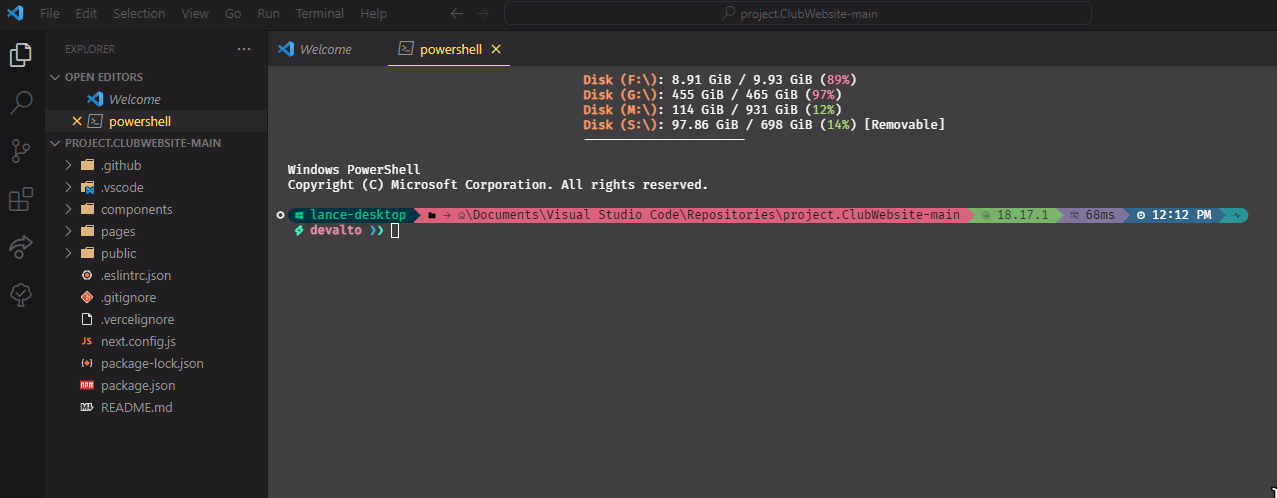 File Edit Selection View Go Run Terminal Help
project.ClubWebsite-main
EXPLORER
OPEN EDITORS
Welcome
powershell
PROJECT.CLUBWEBSITE-MAIN
.github
.vscode
components
pages
public
.eslintrc.json
.gitignore
.vercelignore
next.config.js
package-lock.json
package.json
README.md
Welcome
powershell
Disk (F:\): 8.91 GiB / 9.93 GiB (89%)
Disk (G:\): 455 GiB / 465 GiB (97%)
Disk (M:\): 114 GiB / 931 GiB (12%)
Disk (S:\): 97.86 GiB / 698 GiB (14%) [Removable]
Windows PowerShell
Copyright (C) Microsoft Corporation. All rights reserved.
lance-desktop → \Documents\Visual Studio Code\Repositories\project.ClubWebsite-main 18.17.1 68ms 12:12 PM
devalto ❯❯